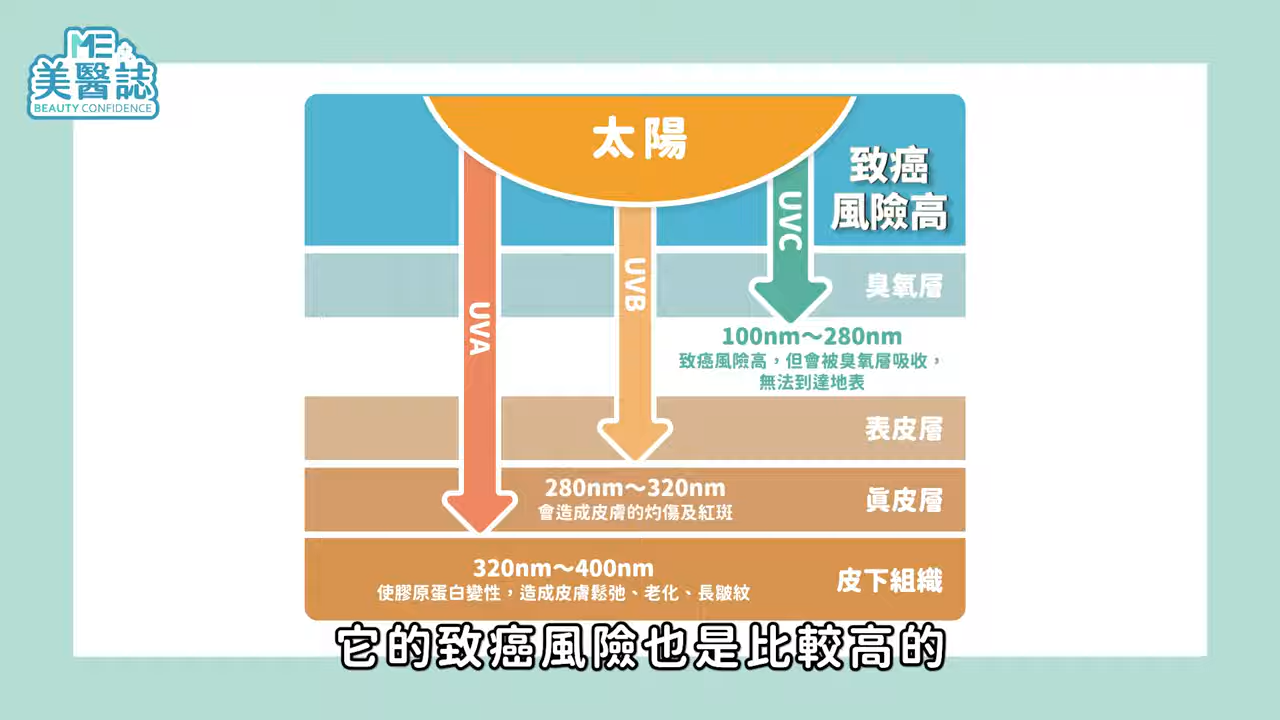 ME
美醫誌
BEAUTY CONFIDENCE
太陽
致癌
風險高
UVA
UVB
UVC
臭氧層
100nm～280nm
致癌風險高，但會被臭氧層吸收，
無法到達地表
表皮層
280nm～320nm
會造成皮膚的灼傷及紅斑
眞皮層
320nm～400nm
使膠原蛋白變性，造成皮膚鬆弛、老化、長皺紋
皮下組織
它的致癌風險也是比較高的